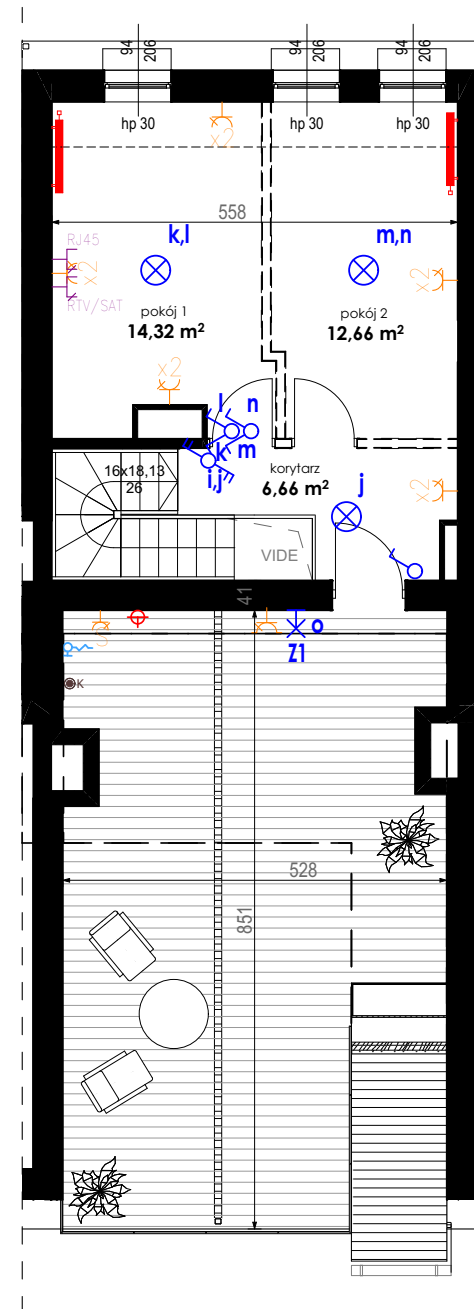 94
206
94
206
94
206
hp 30
hp 30
hp 30
x2
558
k,l
m,n
RJ45
x2
RTV/SAT
x2
pokój 1
14,32 m²
pokój 2
12,66 m²
x2
l
n
k
m
i,j
16x18,13
26
korytarz
6,66 m²
j
x2
VIDE
41
o
Z1
K
528
851